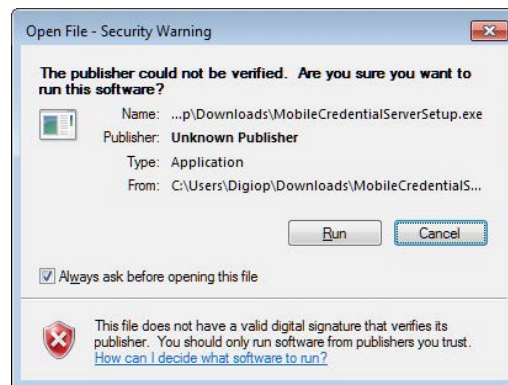 Open File - Security Warning
The publisher could not be verified. Are you sure you want to
run this software?
Name: ...p\Downloads\MobileCredentialServerSetup.exe
Publisher: Unknown Publisher
Type: Application
From: C:\Users\Digiop\Downloads\MobileCredentialS...
Run Cancel
Always ask before opening this file
This file does not have a valid digital signature that verifies its
publisher. You should only run software from publishers you trust.
How can I decide what software to run?